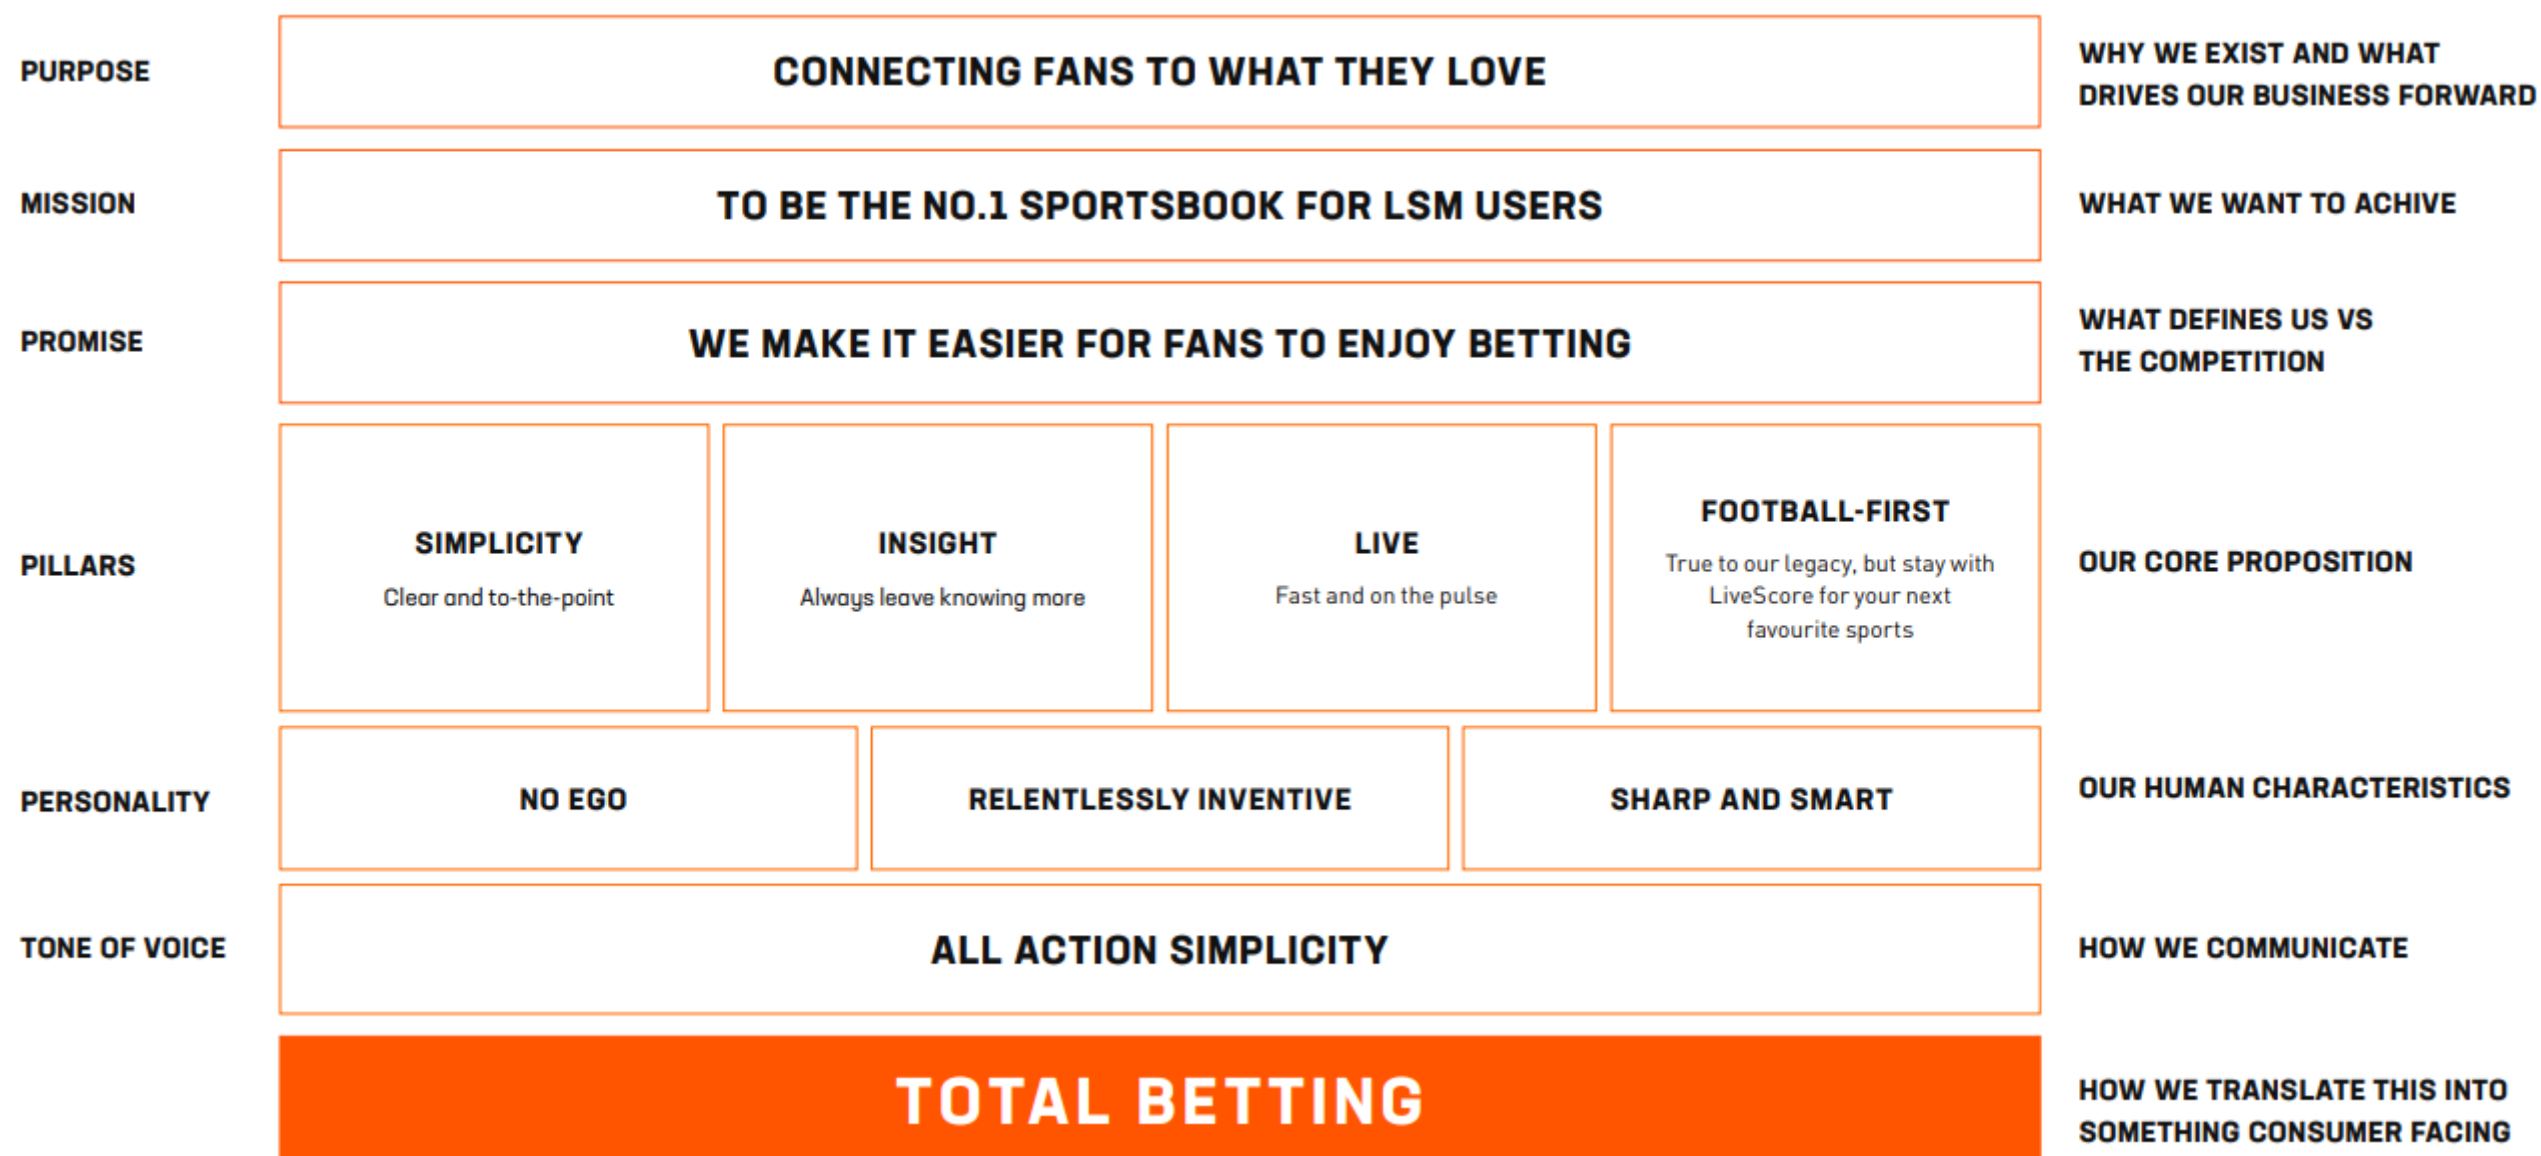 PURPOSE
CONNECTING FANS TO WHAT THEY LOVE
WHY WE EXIST AND WHAT
DRIVES OUR BUSINESS FORWARD
MISSION
TO BE THE NO.1 SPORTSBOOK FOR LSM USERS
WHAT WE WANT TO ACHIVE
PROMISE
WE MAKE IT EASIER FOR FANS TO ENJOY BETTING
WHAT DEFINES US VS
THE COMPETITION
PILLARS
SIMPLICITY
Clear and to-the-point
INSIGHT
Always leave knowing more
LIVE
Fast and on the pulse
FOOTBALL-FIRST
True to our legacy, but stay with
LiveScore for your next
favourite sports
OUR CORE PROPOSITION
PERSONALITY
NO EGO
RELENTLESSLY INVENTIVE
SHARP AND SMART
OUR HUMAN CHARACTERISTICS
TONE OF VOICE
ALL ACTION SIMPLICITY
HOW WE COMMUNICATE
TOTAL BETTING
HOW WE TRANSLATE THIS INTO
SOMETHING CONSUMER FACING